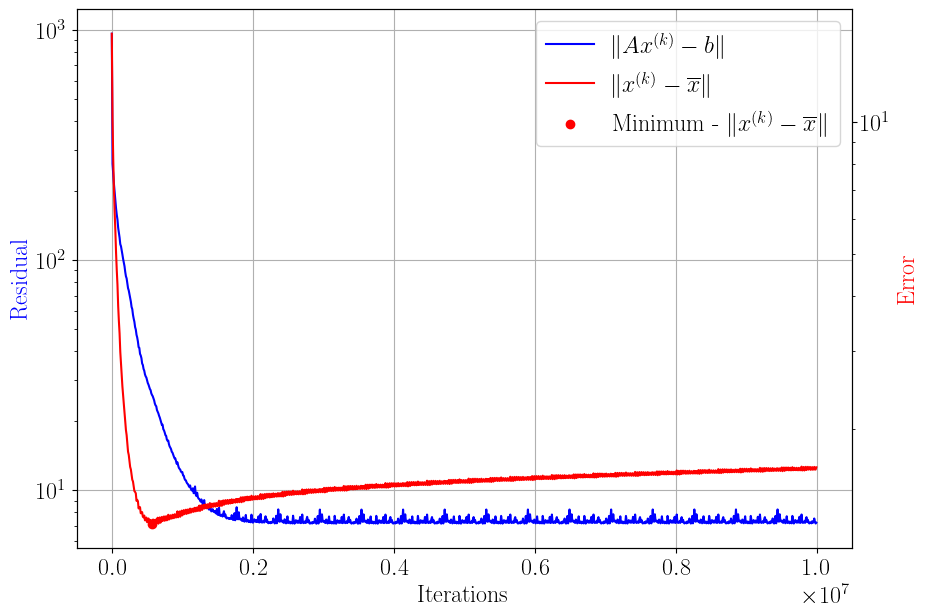 ‖Ax⁽ᵏ⁾ − b‖
‖x⁽ᵏ⁾ − x̅‖
Minimum - ‖x⁽ᵏ⁾ − x̅‖
10³
10²
10¹
10¹
Residual
Error
0.0 0.2 0.4 0.6 0.8 1.0
Iterations
×10⁷